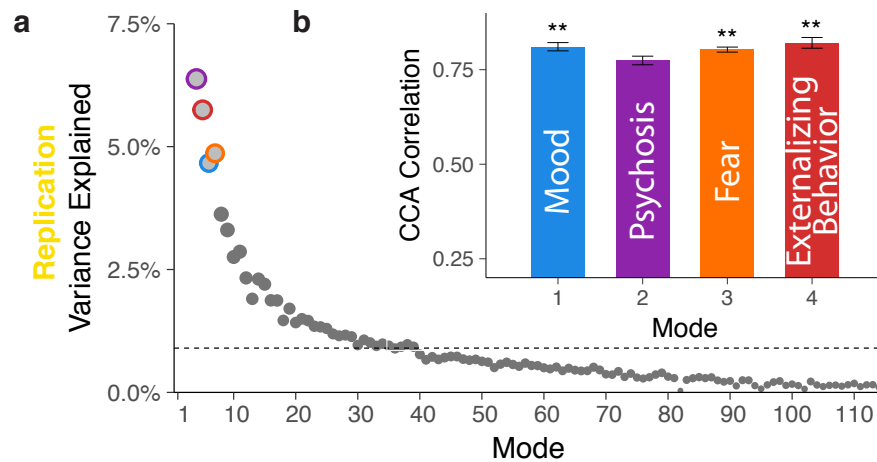 a
Replication
Variance Explained
7.5%
5.0%
2.5%
0.0%
1
10
20
30
40
50
60
70
80
90
100
110
Mode
b
CCA Correlation
0.75
0.50
0.25
**
**
**
Mood
Psychosis
Fear
Externalizing
Behavior
1
2
3
4
Mode